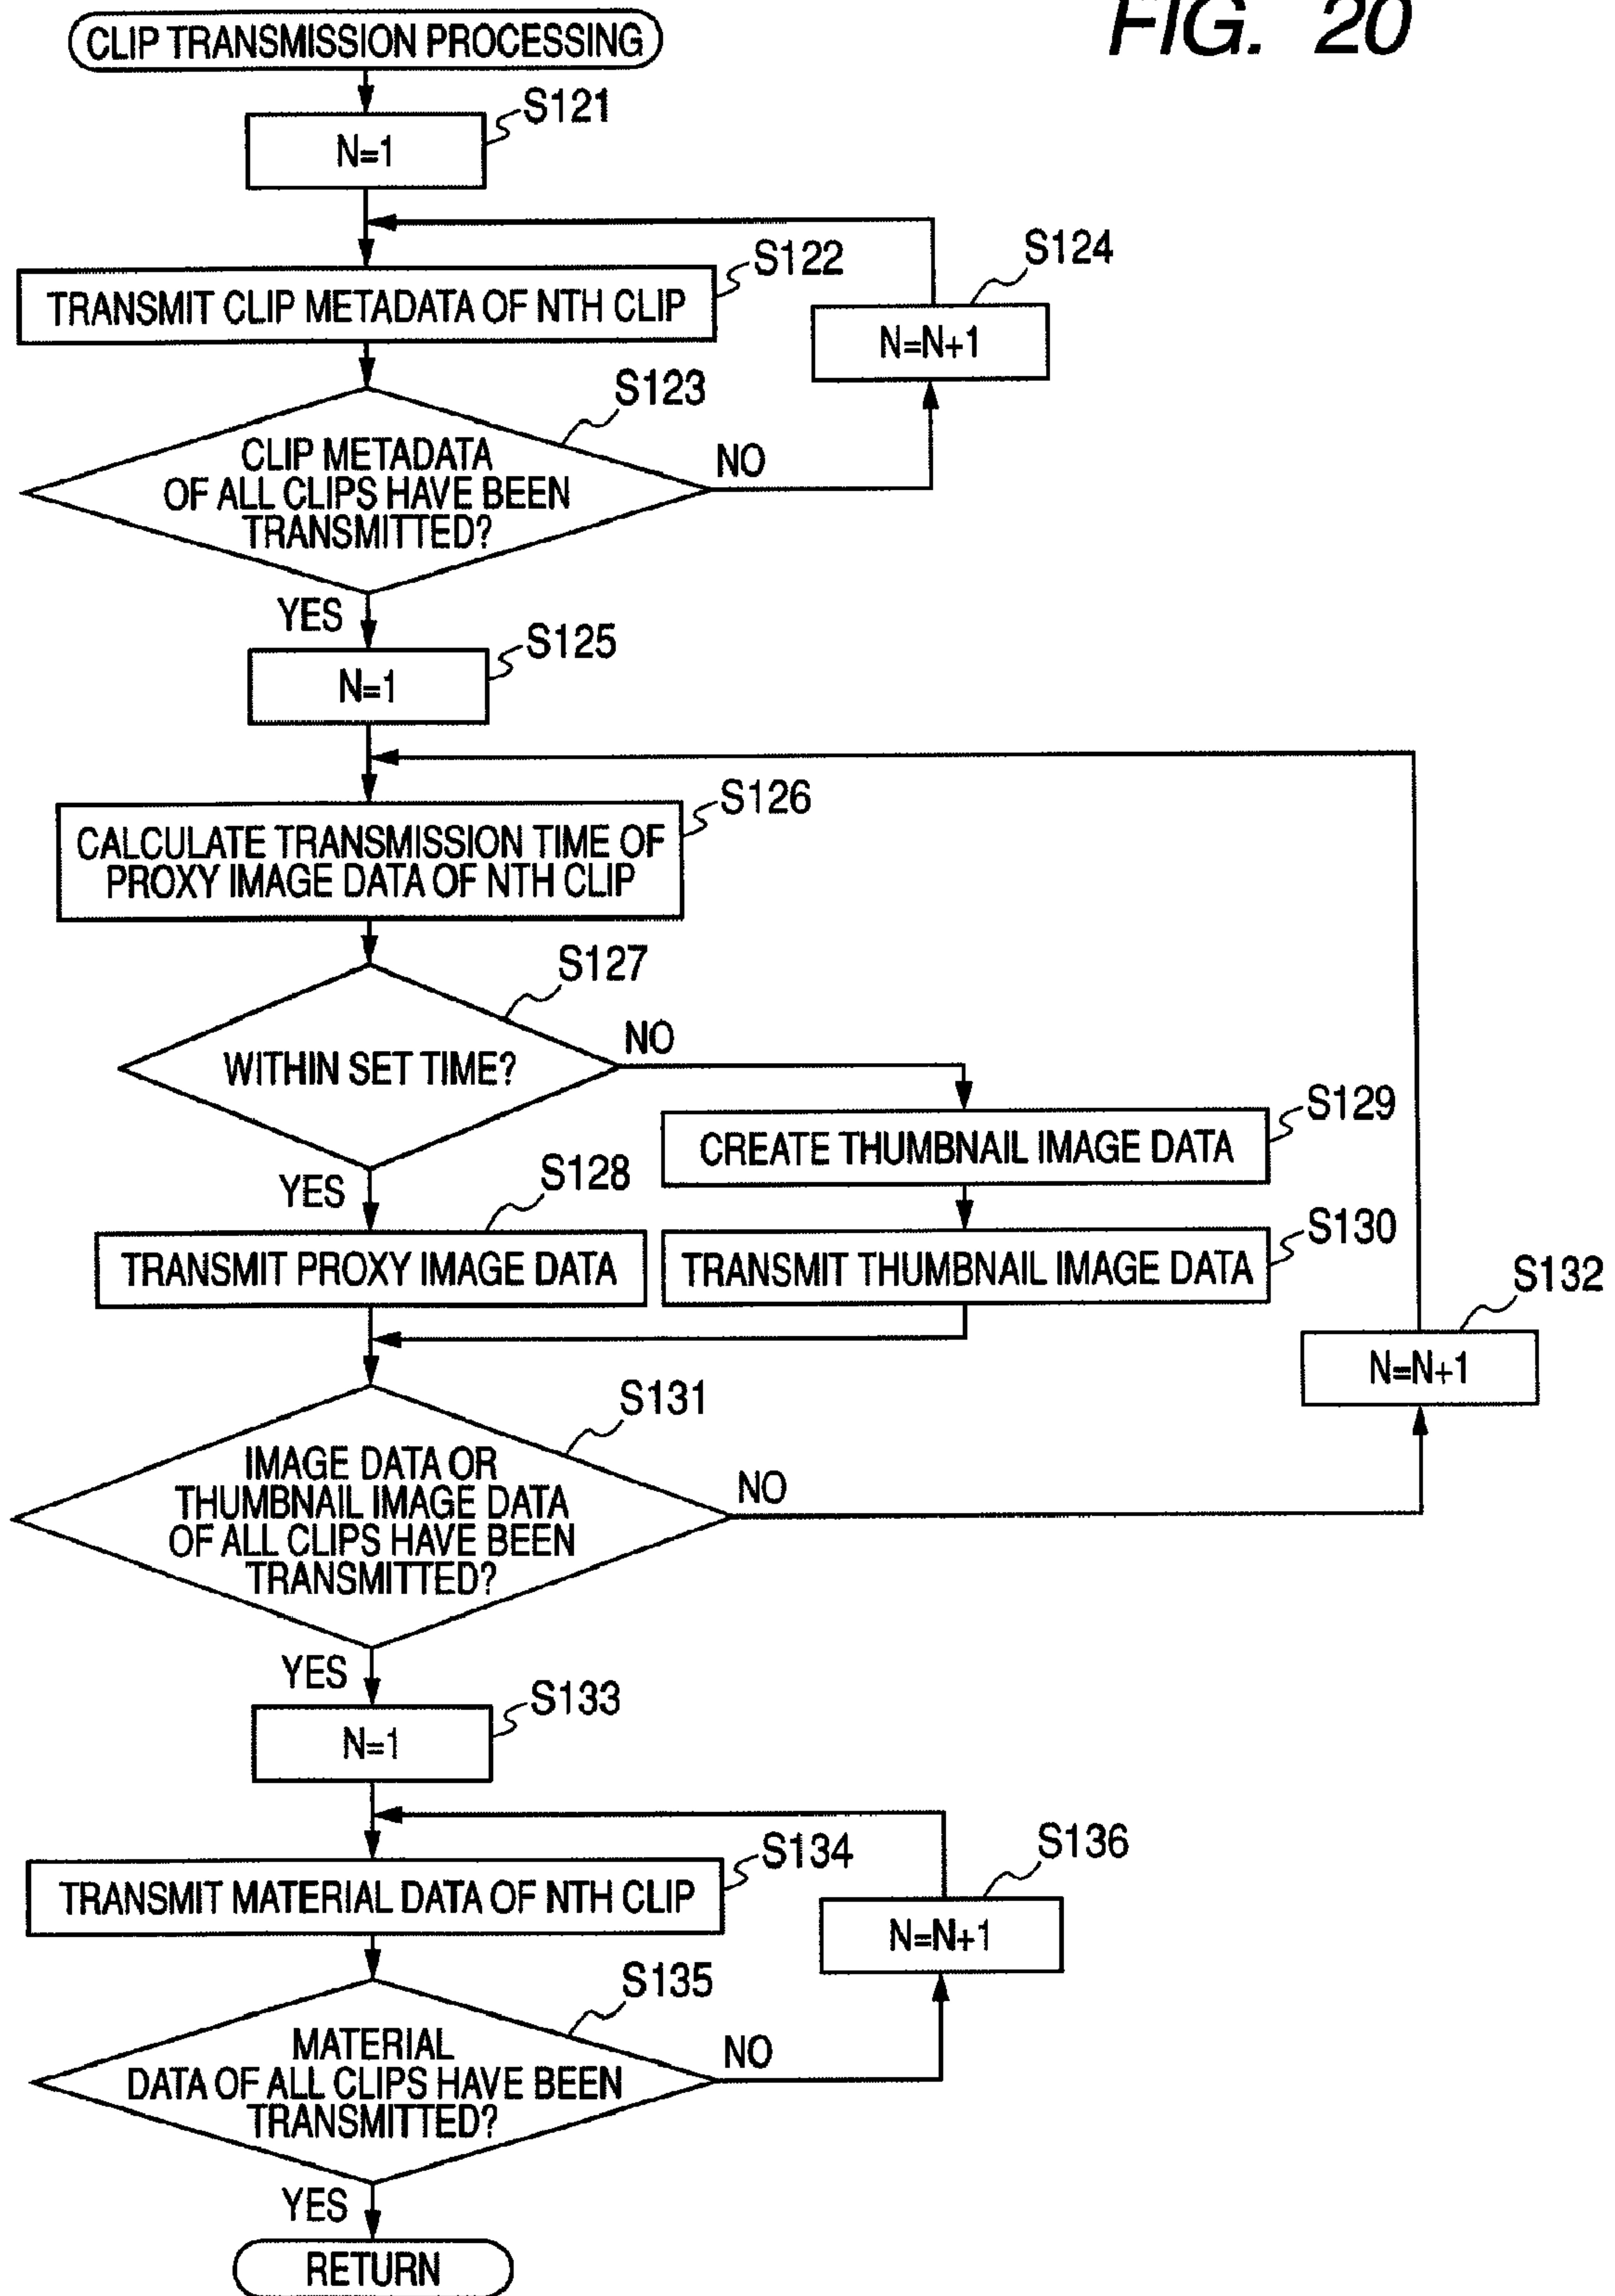 FIG. 20
CLIP TRANSMISSION PROCESSING
S121
N=1
S122
TRANSMIT CLIP METADATA OF NTH CLIP
S124
N=N+1
S123
CLIP METADATA
OF ALL CLIPS HAVE BEEN
TRANSMITTED?
NO
YES
S125
N=1
S126
CALCULATE TRANSMISSION TIME OF
PROXY IMAGE DATA OF NTH CLIP
S127
WITHIN SET TIME?
NO
S129
CREATE THUMBNAIL IMAGE DATA
YES
S128
TRANSMIT PROXY IMAGE DATA
S130
TRANSMIT THUMBNAIL IMAGE DATA
S132
N=N+1
S131
IMAGE DATA OR
THUMBNAIL IMAGE DATA
OF ALL CLIPS HAVE BEEN
TRANSMITTED?
NO
YES
S133
N=1
S134
TRANSMIT MATERIAL DATA OF NTH CLIP
S136
N=N+1
S135
MATERIAL
DATA OF ALL CLIPS HAVE BEEN
TRANSMITTED?
NO
YES
RETURN